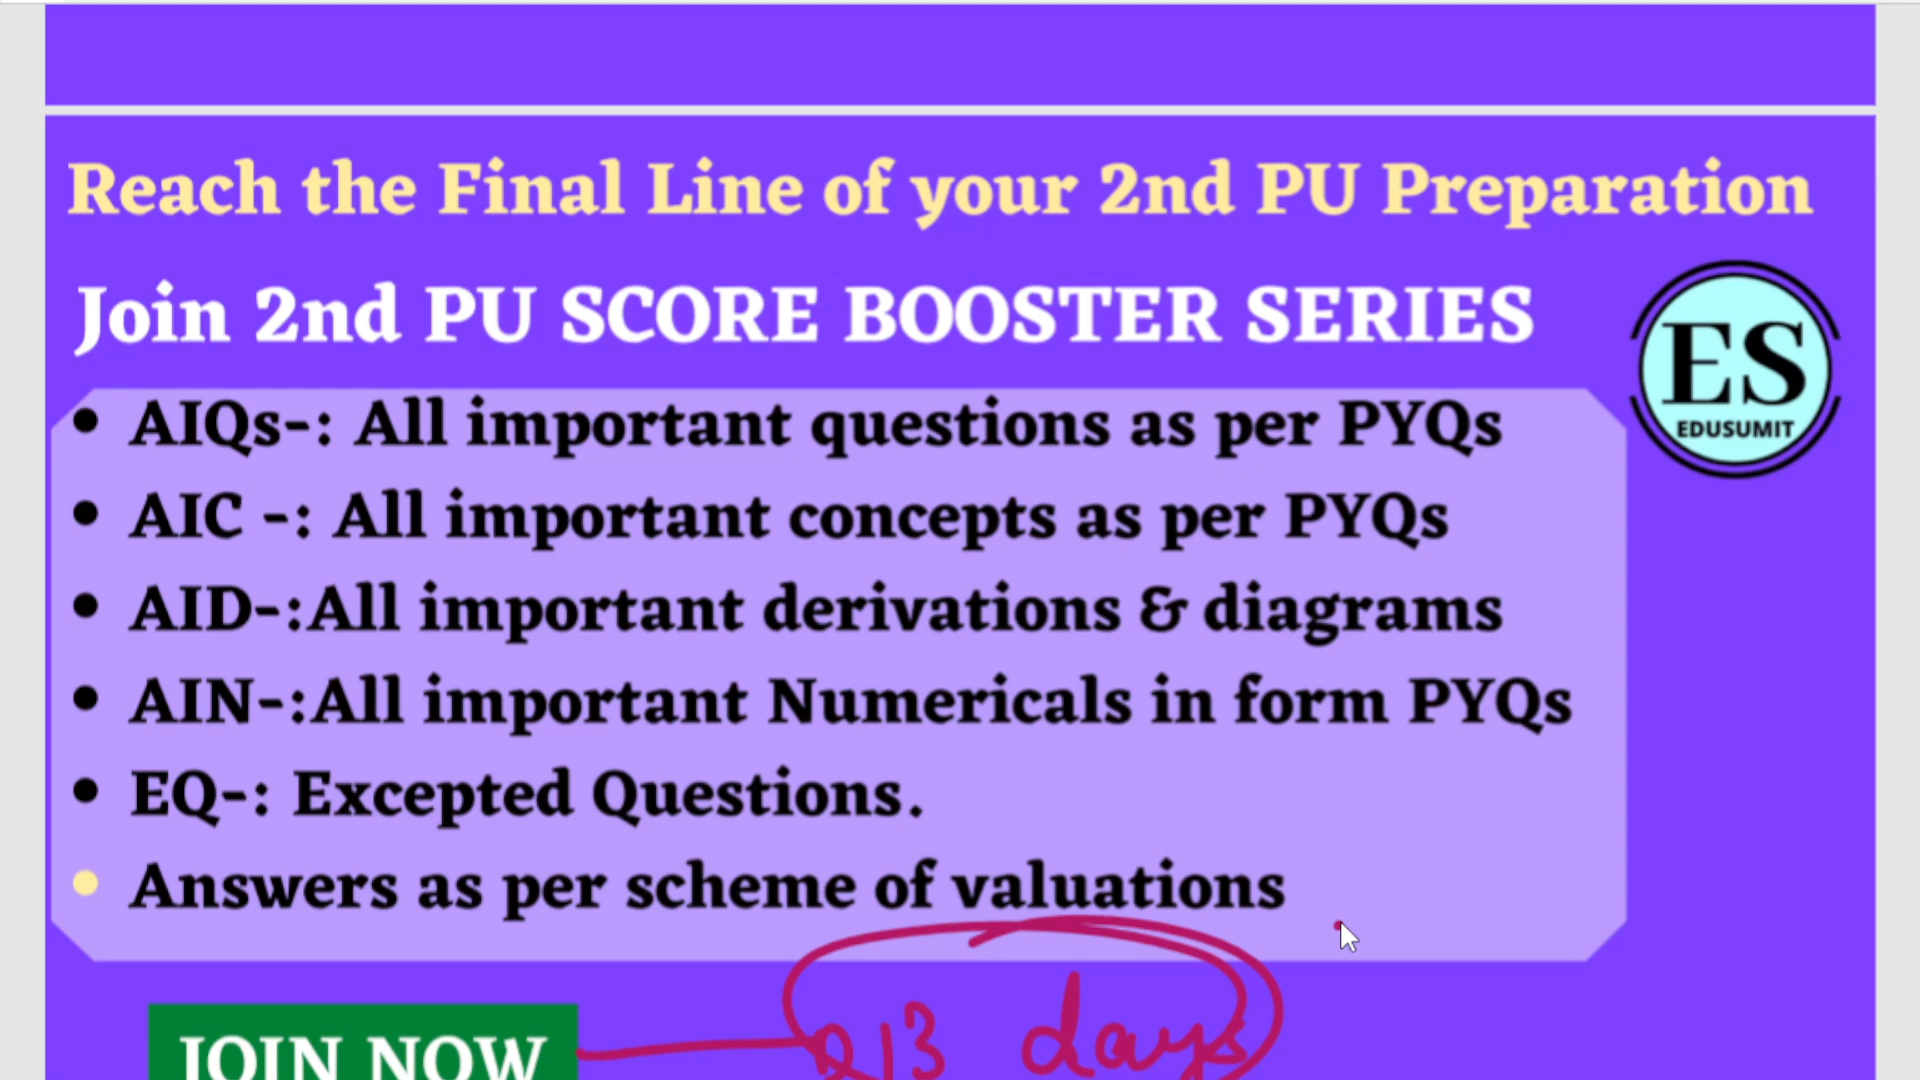 Reach the Final Line of your 2nd PU Preparation
Join 2nd PU SCORE BOOSTER SERIES
ES
EDUSUMIT
• AIQs-: All important questions as per PYQs
• AIC -: All important concepts as per PYQs
• AID-:All important derivations & diagrams
• AIN-:All important Numericals in form PYQs
• EQ-: Excepted Questions.
• Answers as per scheme of valuations
JOIN NOW
213 days